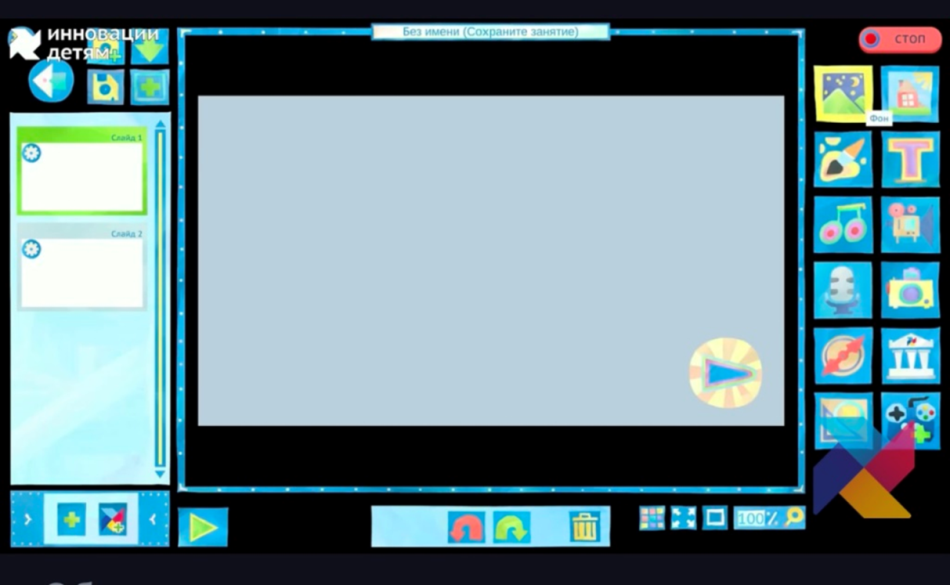 инновации
детям
Без имени (Сохраните занятие)
СТОП
Фон
Слайд 1
Слайд 2
100%